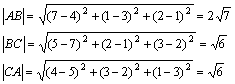 |AB| = √((7−4)² + (1−3)² + (2−1)²) = 2√7
|BC| = √((5−7)² + (2−1)² + (3−2)²) = √6
|CA| = √((4−5)² + (3−2)² + (1−3)²) = √6